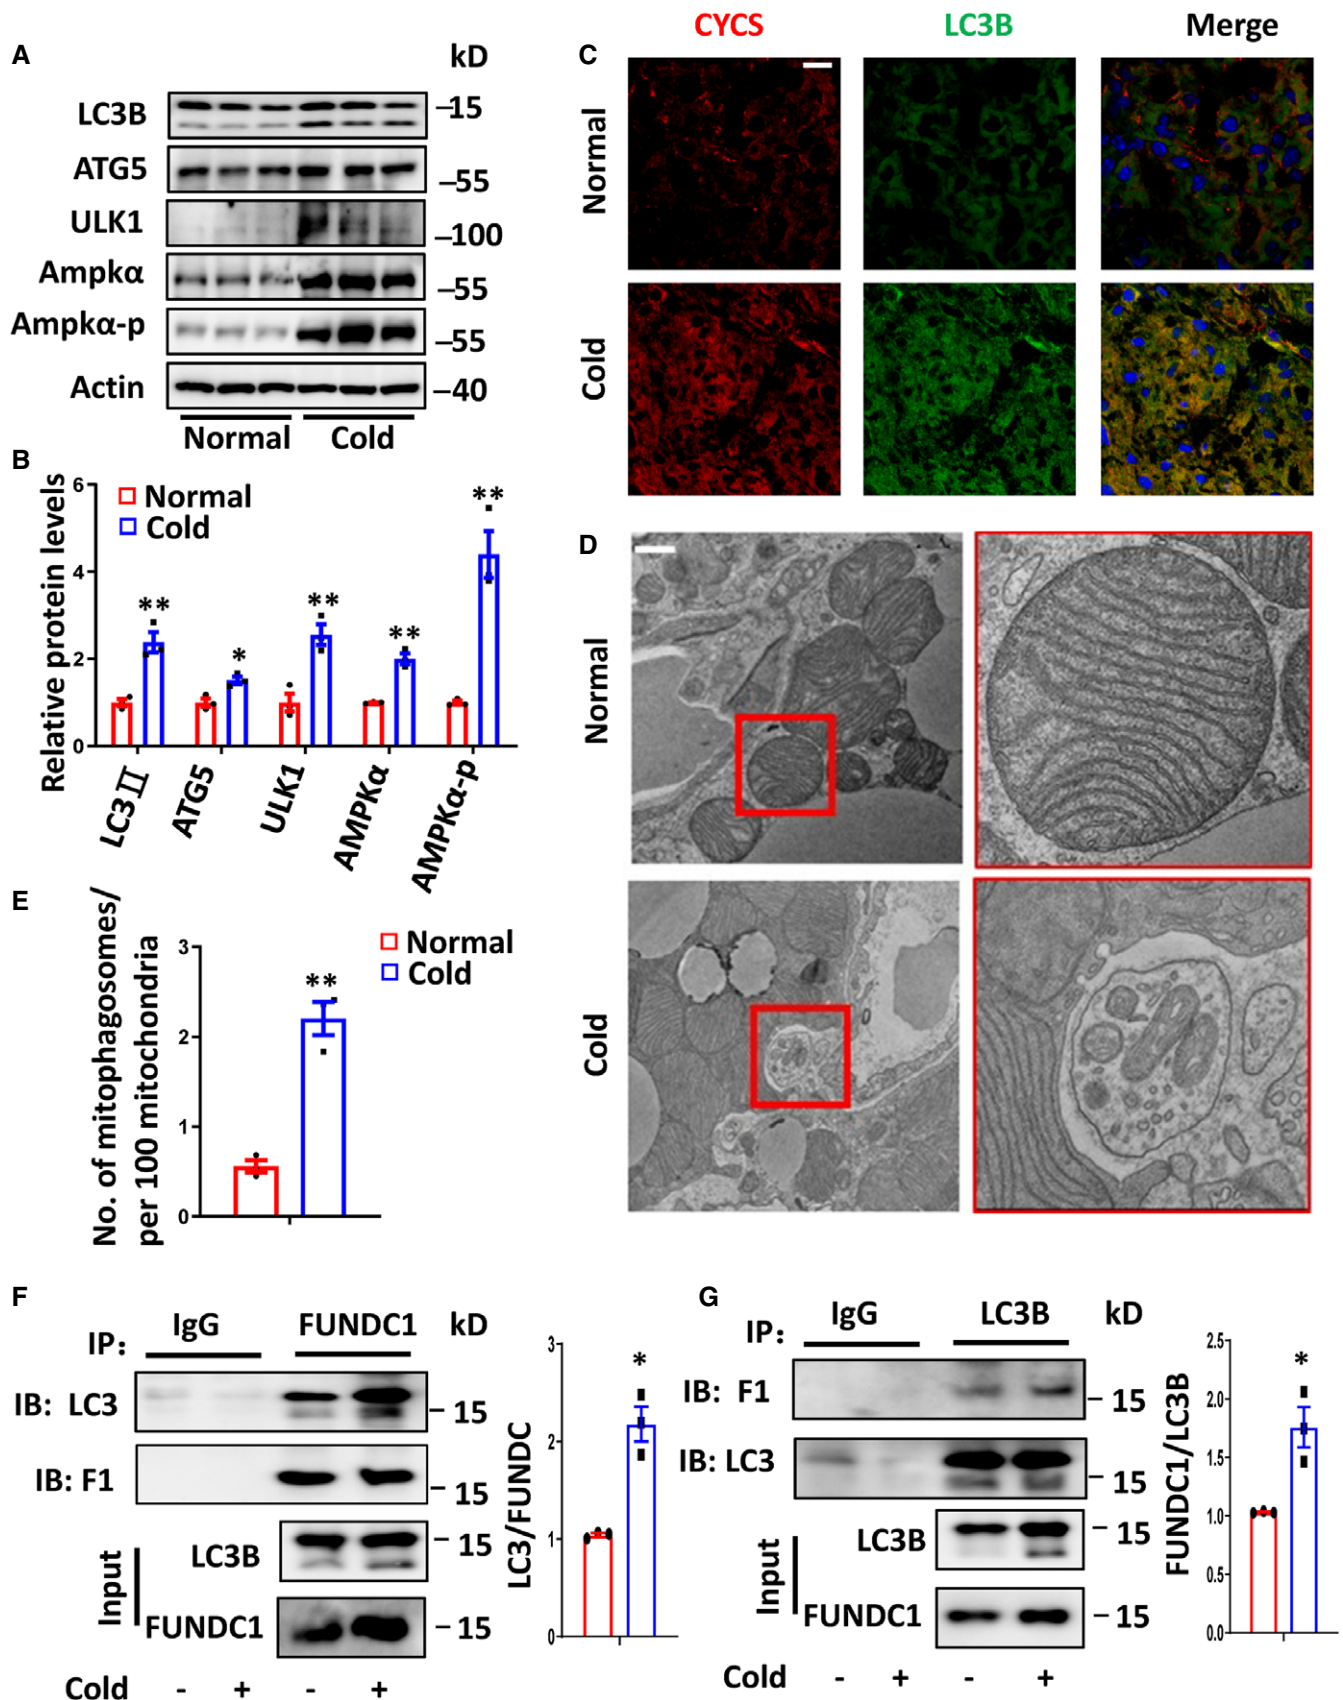 A
kD
LC3B
–15
ATG5
–55
ULK1
–100
Ampkα
–55
Ampkα-p
–55
Actin
–40
Normal
Cold
B
Relative protein levels
6
4
2
0
Normal
Cold
**
*
**
**
**
LC3Ⅱ
ATG5
ULK1
AMPKα
AMPKα-p
C
CYCS
LC3B
Merge
Normal
Cold
D
Normal
Cold
E
No. of mitophagosomes/
per 100 mitochondria
3
2
1
0
Normal
Cold
**
F
IP:
IgG
FUNDC1
kD
IB: LC3
– 15
IB: F1
– 15
Input
LC3B
– 15
FUNDC1
– 15
Cold
-
+
-
+
LC3/FUNDC
3
2
1
0
*
G
IP:
IgG
LC3B
kD
IB: F1
– 15
IB: LC3
– 15
Input
LC3B
– 15
FUNDC1
– 15
Cold
-
+
-
+
FUNDC1/LC3B
2.5
2.0
1.5
1.0
0.5
0.0
*